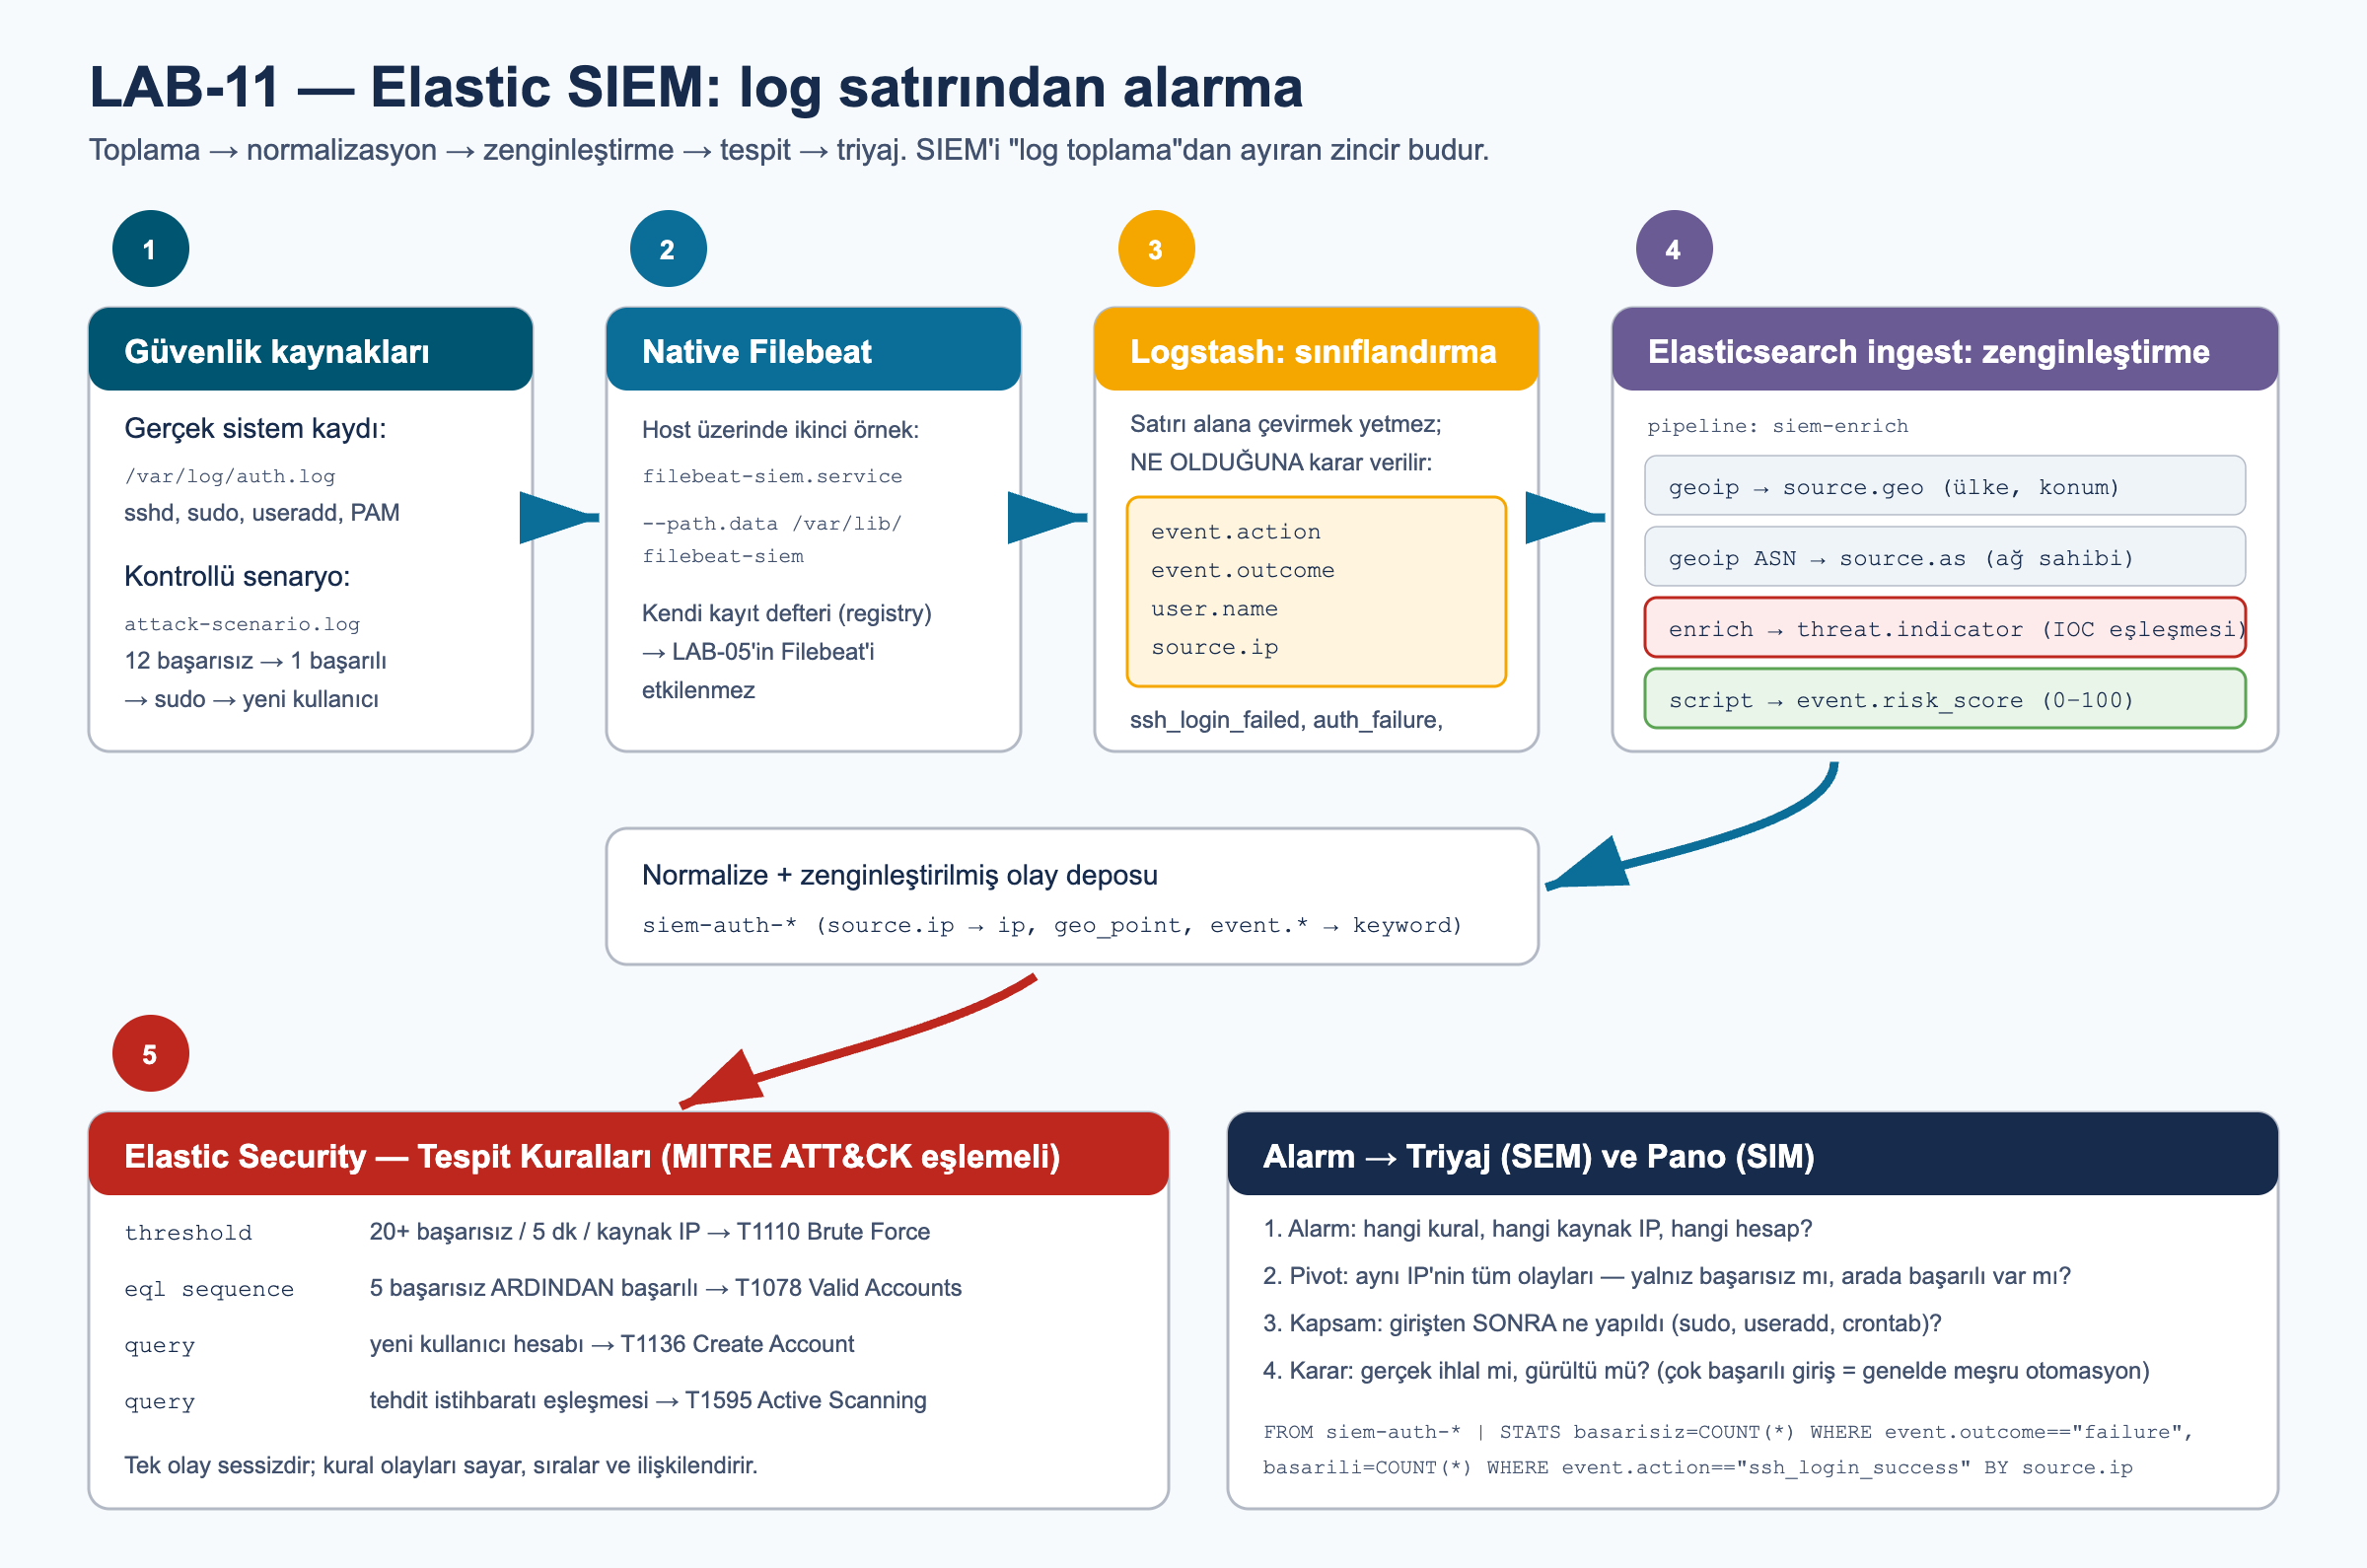 LAB-11 — Elastic SIEM: log satırından alarma
Toplama → normalizasyon → zenginleştirme → tespit → triyaj. SIEM'i "log toplama"dan ayıran zincir budur.
1
Güvenlik kaynakları
Gerçek sistem kaydı:
/var/log/auth.log
sshd, sudo, useradd, PAM
Kontrollü senaryo:
attack-scenario.log
12 başarısız → 1 başarılı
→ sudo → yeni kullanıcı
2
Native Filebeat
Host üzerinde ikinci örnek:
filebeat-siem.service
--path.data /var/lib/
filebeat-siem
Kendi kayıt defteri (registry)
→ LAB-05'in Filebeat'i
etkilenmez
3
Logstash: sınıflandırma
Satırı alana çevirmek yetmez;
NE OLDUĞUNA karar verilir:
event.action
event.outcome
user.name
source.ip
ssh_login_failed, auth_failure,
4
Elasticsearch ingest: zenginleştirme
pipeline: siem-enrich
geoip → source.geo (ülke, konum)
geoip ASN → source.as (ağ sahibi)
enrich → threat.indicator (IOC eşleşmesi)
script → event.risk_score (0-100)
Normalize + zenginleştirilmiş olay deposu
siem-auth-* (source.ip → ip, geo_point, event.* → keyword)
5
Elastic Security — Tespit Kuralları (MITRE ATT&CK eşlemeli)
threshold 20+ başarısız / 5 dk / kaynak IP → T1110 Brute Force
eql sequence 5 başarısız ARDINDAN başarılı → T1078 Valid Accounts
query yeni kullanıcı hesabı → T1136 Create Account
query tehdit istihbaratı eşleşmesi → T1595 Active Scanning
Tek olay sessizdir; kural olayları sayar, sıralar ve ilişkilendirir.
Alarm → Triyaj (SEM) ve Pano (SIM)
1. Alarm: hangi kural, hangi kaynak IP, hangi hesap?
2. Pivot: aynı IP'nin tüm olayları — yalnız başarısız mı, arada başarılı var mı?
3. Kapsam: girişten SONRA ne yapıldı (sudo, useradd, crontab)?
4. Karar: gerçek ihlal mi, gürültü mü? (çok başarılı giriş = genelde meşru otomasyon)
FROM siem-auth-* | STATS basarisiz=COUNT(*) WHERE event.outcome=="failure",
basarili=COUNT(*) WHERE event.action=="ssh_login_success" BY source.ip